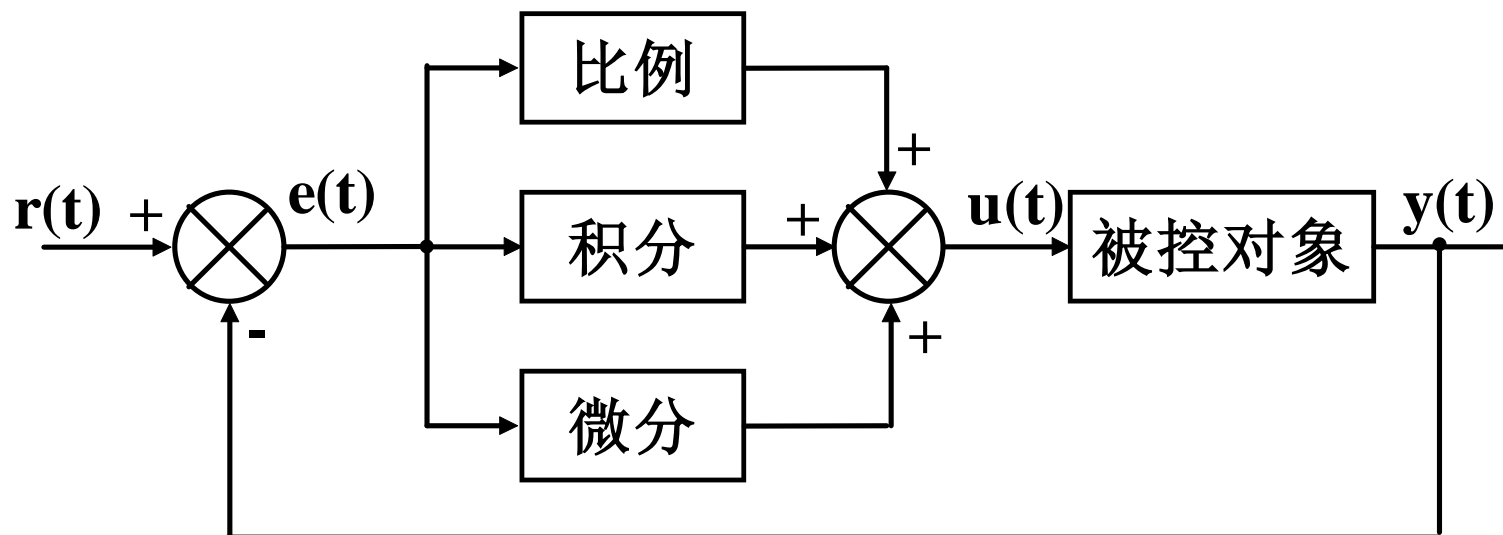 比例
+
r(t)
+
e(t)
积分
+
u(t)
被控对象
y(t)
-
+
微分